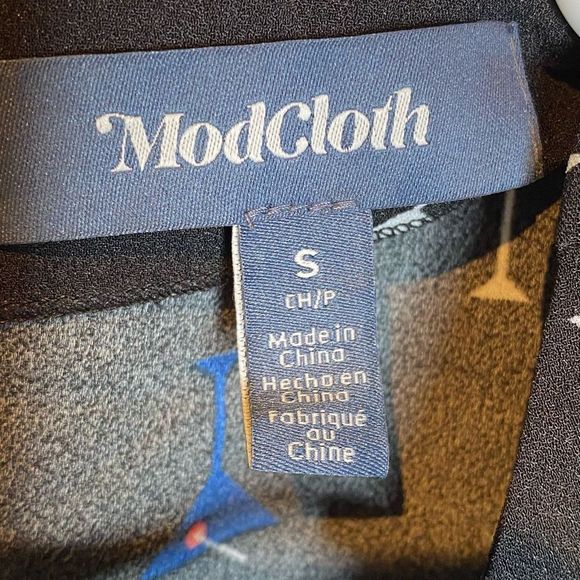 ModCloth
S
CH/P
Made in
China
Hecho en
China
Fabriqué
au
Chine